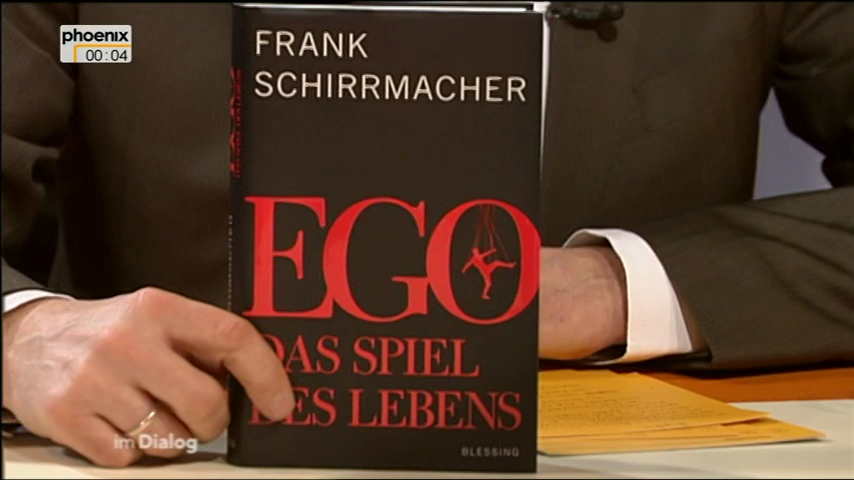 phoenix
00:04
FRANK
SCHIRRMACHER
EGO
DAS SPIEL
DES LEBENS
BLESSING
im Dialog